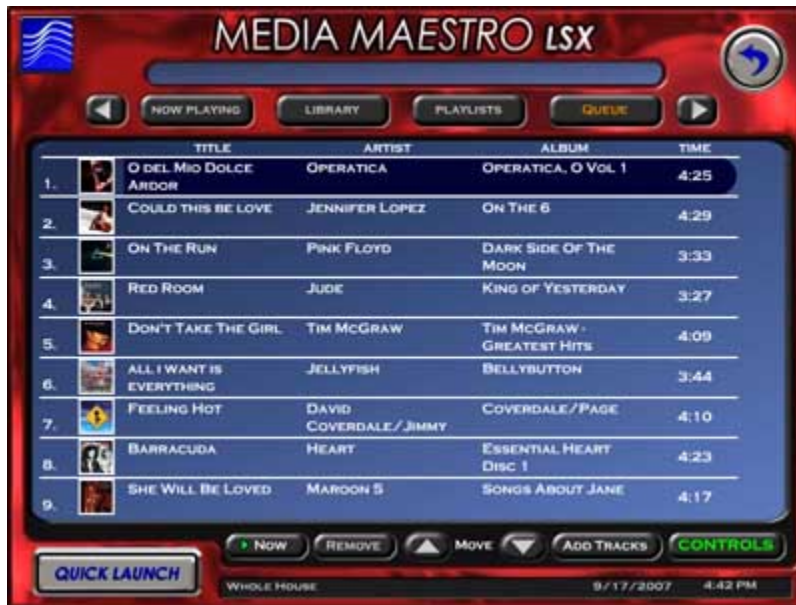 MEDIA MAESTRO LSX
NOW PLAYING LIBRARY PLAYLISTS QUEUE
TITLE ARTIST ALBUM TIME
1. O DEL MIO DOLCE ARDOR OPERATICA OPERATICA, O VOL 1 4:25
2. COULD THIS BE LOVE JENNIFER LOPEZ ON THE 6 4:29
3. ON THE RUN PINK FLOYD DARK SIDE OF THE MOON 3:33
4. RED ROOM JUDE KING OF YESTERDAY 3:27
5. DON'T TAKE THE GIRL TIM MCGRAW TIM MCGRAW - GREATEST HITS 4:09
6. ALL I WANT IS EVERYTHING JELLYFISH BELLYBUTTON 3:44
7. FEELING HOT DAVID COVERDALE/JIMMY COVERDALE/PAGE 4:10
8. BARRACUDA HEART ESSENTIAL HEART DISC 1 4:23
9. SHE WILL BE LOVED MAROON 5 SONGS ABOUT JANE 4:17
NOW REMOVE MOVE ADD TRACKS CONTROLS
QUICK LAUNCH
WHOLE HOUSE 9/17/2007 4:42 PM